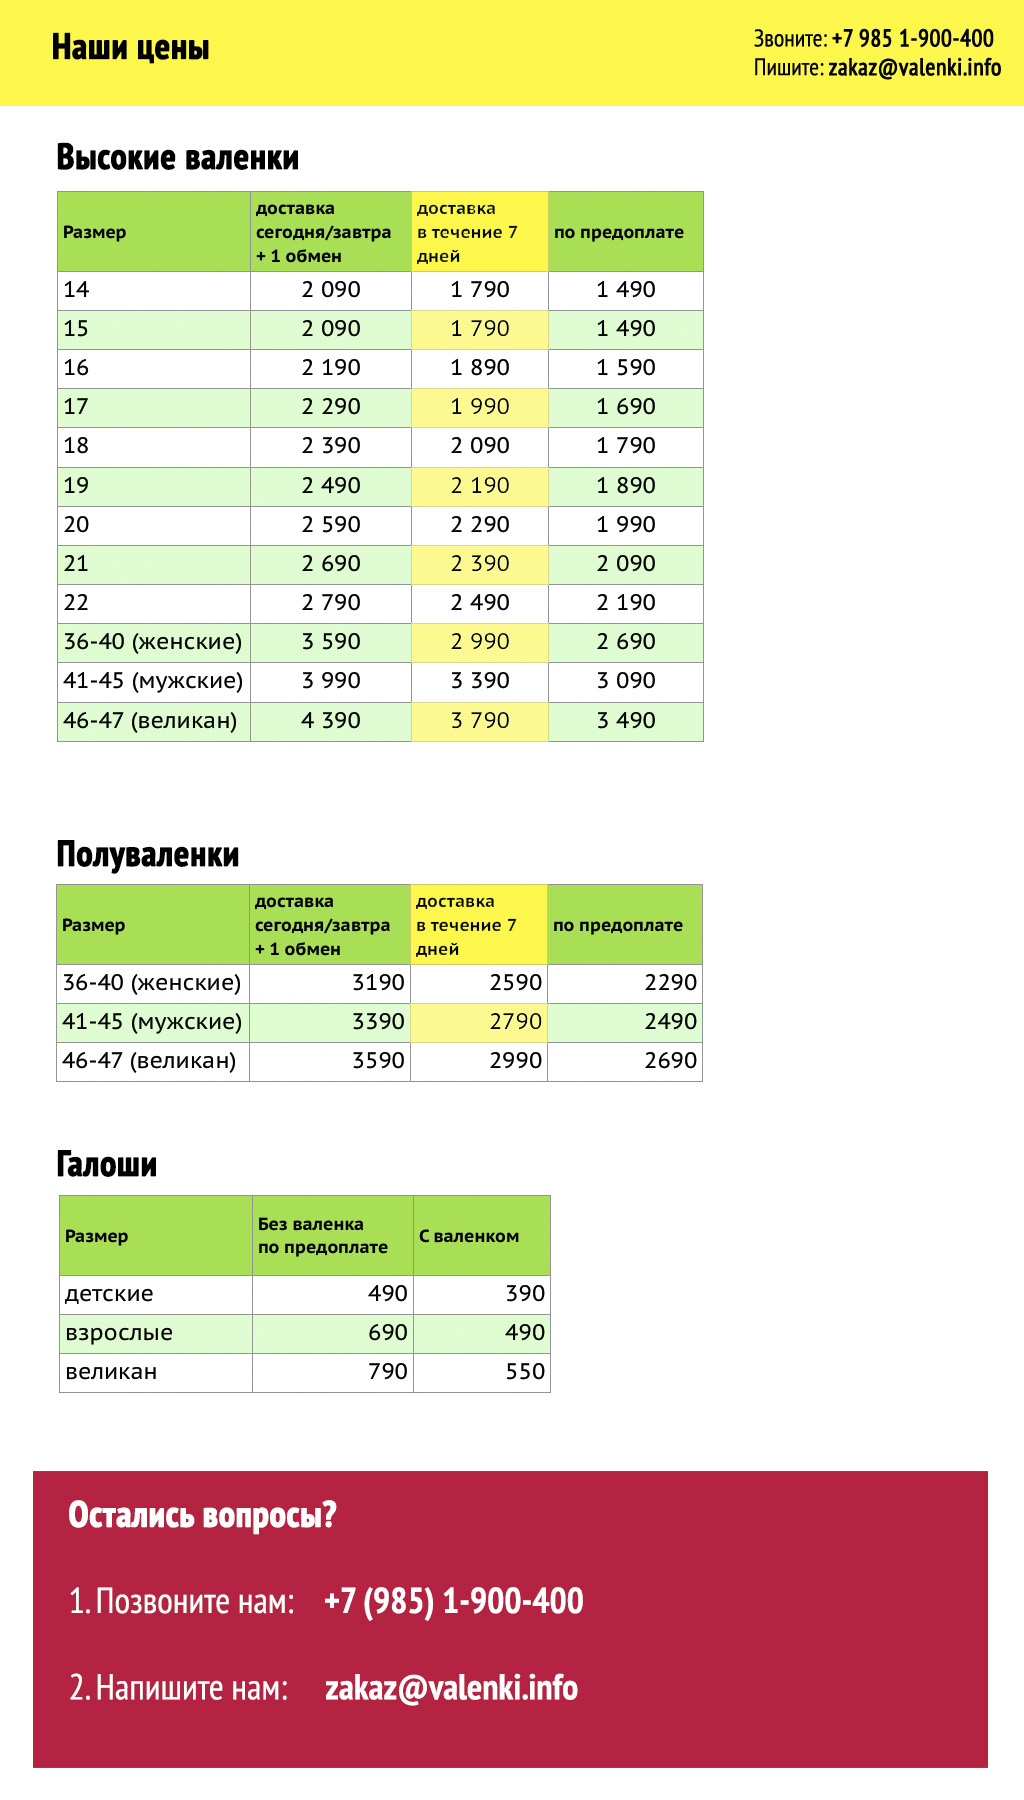 Наши цены
Звоните: +7 985 1-900-400
Пишите: zakaz@valenki.info
Высокие валенки
Размер
доставка
сегодня/завтра
+ 1 обмен
доставка
в течение 7
дней
по предоплате
14 2 090 1 790 1 490
15 2 090 1 790 1 490
16 2 190 1 890 1 590
17 2 290 1 990 1 690
18 2 390 2 090 1 790
19 2 490 2 190 1 890
20 2 590 2 290 1 990
21 2 690 2 390 2 090
22 2 790 2 490 2 190
36-40 (женские) 3 590 2 990 2 690
41-45 (мужские) 3 990 3 390 3 090
46-47 (великан) 4 390 3 790 3 490
Полуваленки
Размер
доставка
сегодня/завтра
+ 1 обмен
доставка
в течение 7
дней
по предоплате
36-40 (женские) 3190 2590 2290
41-45 (мужские) 3390 2790 2490
46-47 (великан) 3590 2990 2690
Галоши
Размер
Без валенка
по предоплате
С валенком
детские 490 390
взрослые 690 490
великан 790 550
Остались вопросы?
1. Позвоните нам: +7 (985) 1-900-400
2. Напишите нам: zakaz@valenki.info